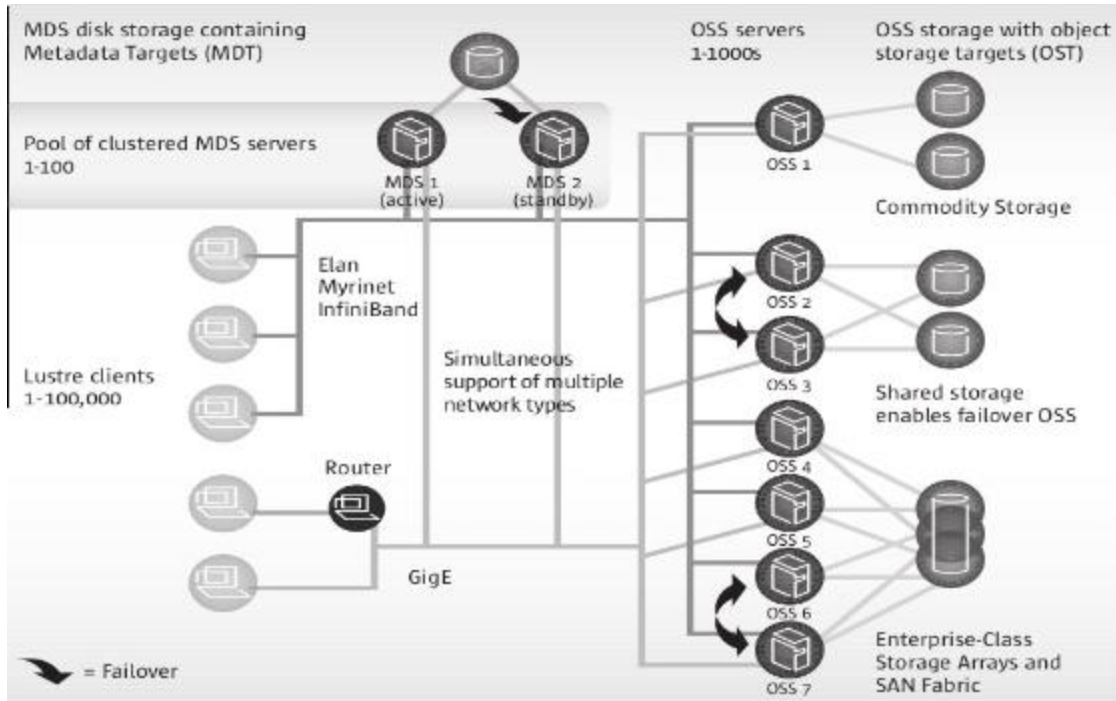 MDS disk storage containing
Metadata Targets (MDT)
OSS servers
1-1000s
OSS storage with object
storage targets (OST)
Pool of clustered MDS servers
1-100
MDS 1
(active)
MDS 2
(standby)
OSS 1
Commodity Storage
Elan
Myrinet
InfiniBand
OSS 2
Lustre clients
1-100,000
Simultaneous
support of multiple
network types
OSS 3
Shared storage
enables failover OSS
OSS 4
Router
OSS 5
GigE
OSS 6
Enterprise-Class
Storage Arrays and
SAN Fabric
OSS 7
= Failover